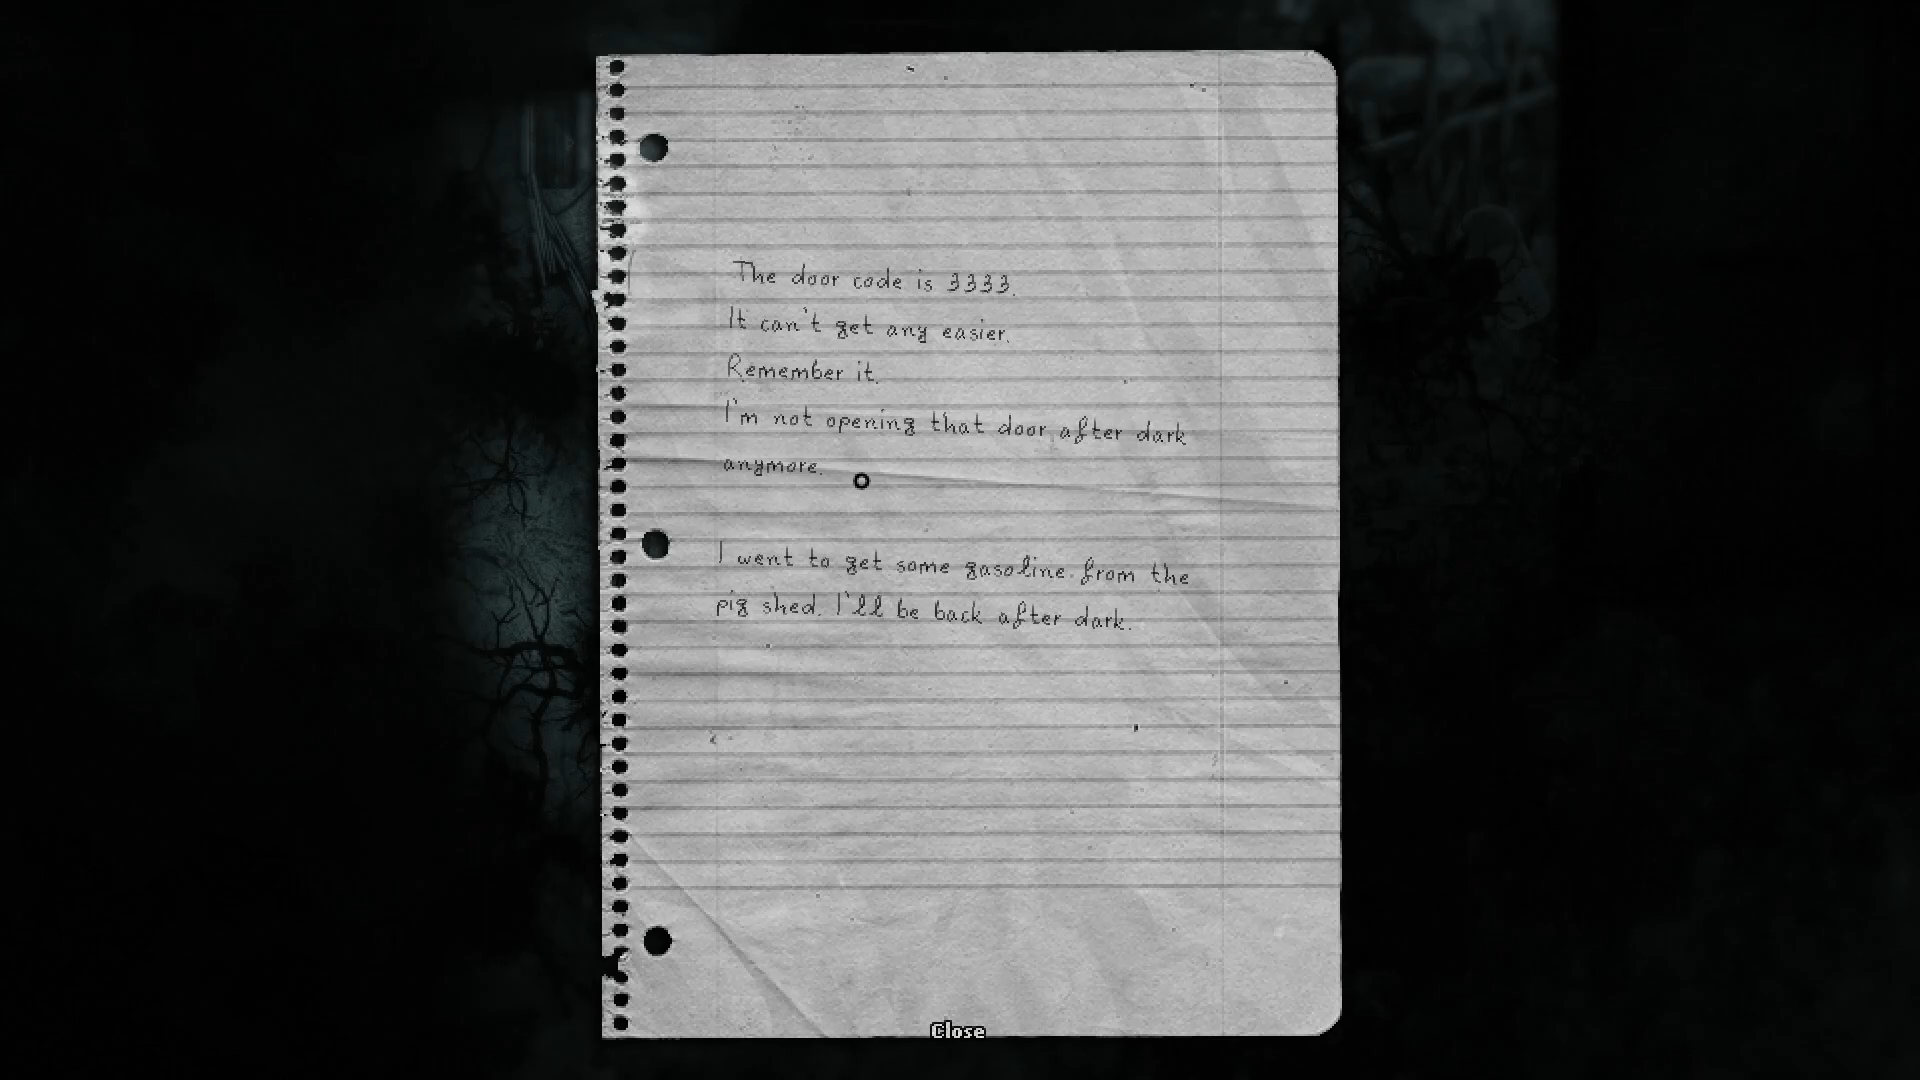 The door code is 3333.
It can't get any easier.
Remember it.
I'm not opening that door after dark
anymore.
I went to get some gasoline from the
pig shed. I'll be back after dark.
Close